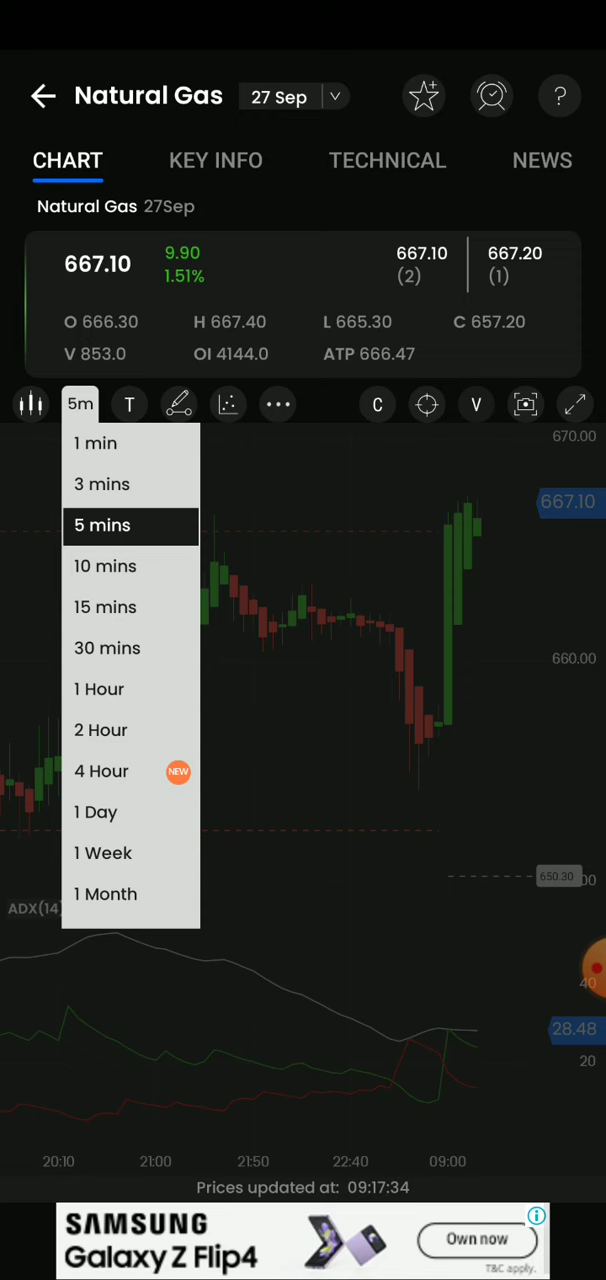 Natural Gas 27 Sep ?
CHART KEY INFO TECHNICAL NEWS
Natural Gas 27Sep
667.10 9.90 1.51% 667.10 (2) 667.20 (1)
O 666.30 H 667.40 L 665.30 C 657.20
V 853.0 OI 4144.0 ATP 666.47
5m T C V
1 min
3 mins
5 mins
10 mins
15 mins
30 mins
1 Hour
2 Hour
4 Hour NEW
1 Day
1 Week
1 Month
670.00
667.10
660.00
650.30
ADX(14)
40
28.48
20
20:10 21:00 21:50 22:40 09:00
Prices updated at: 09:17:34
SAMSUNG
Galaxy Z Flip4
Own now
T&C apply.